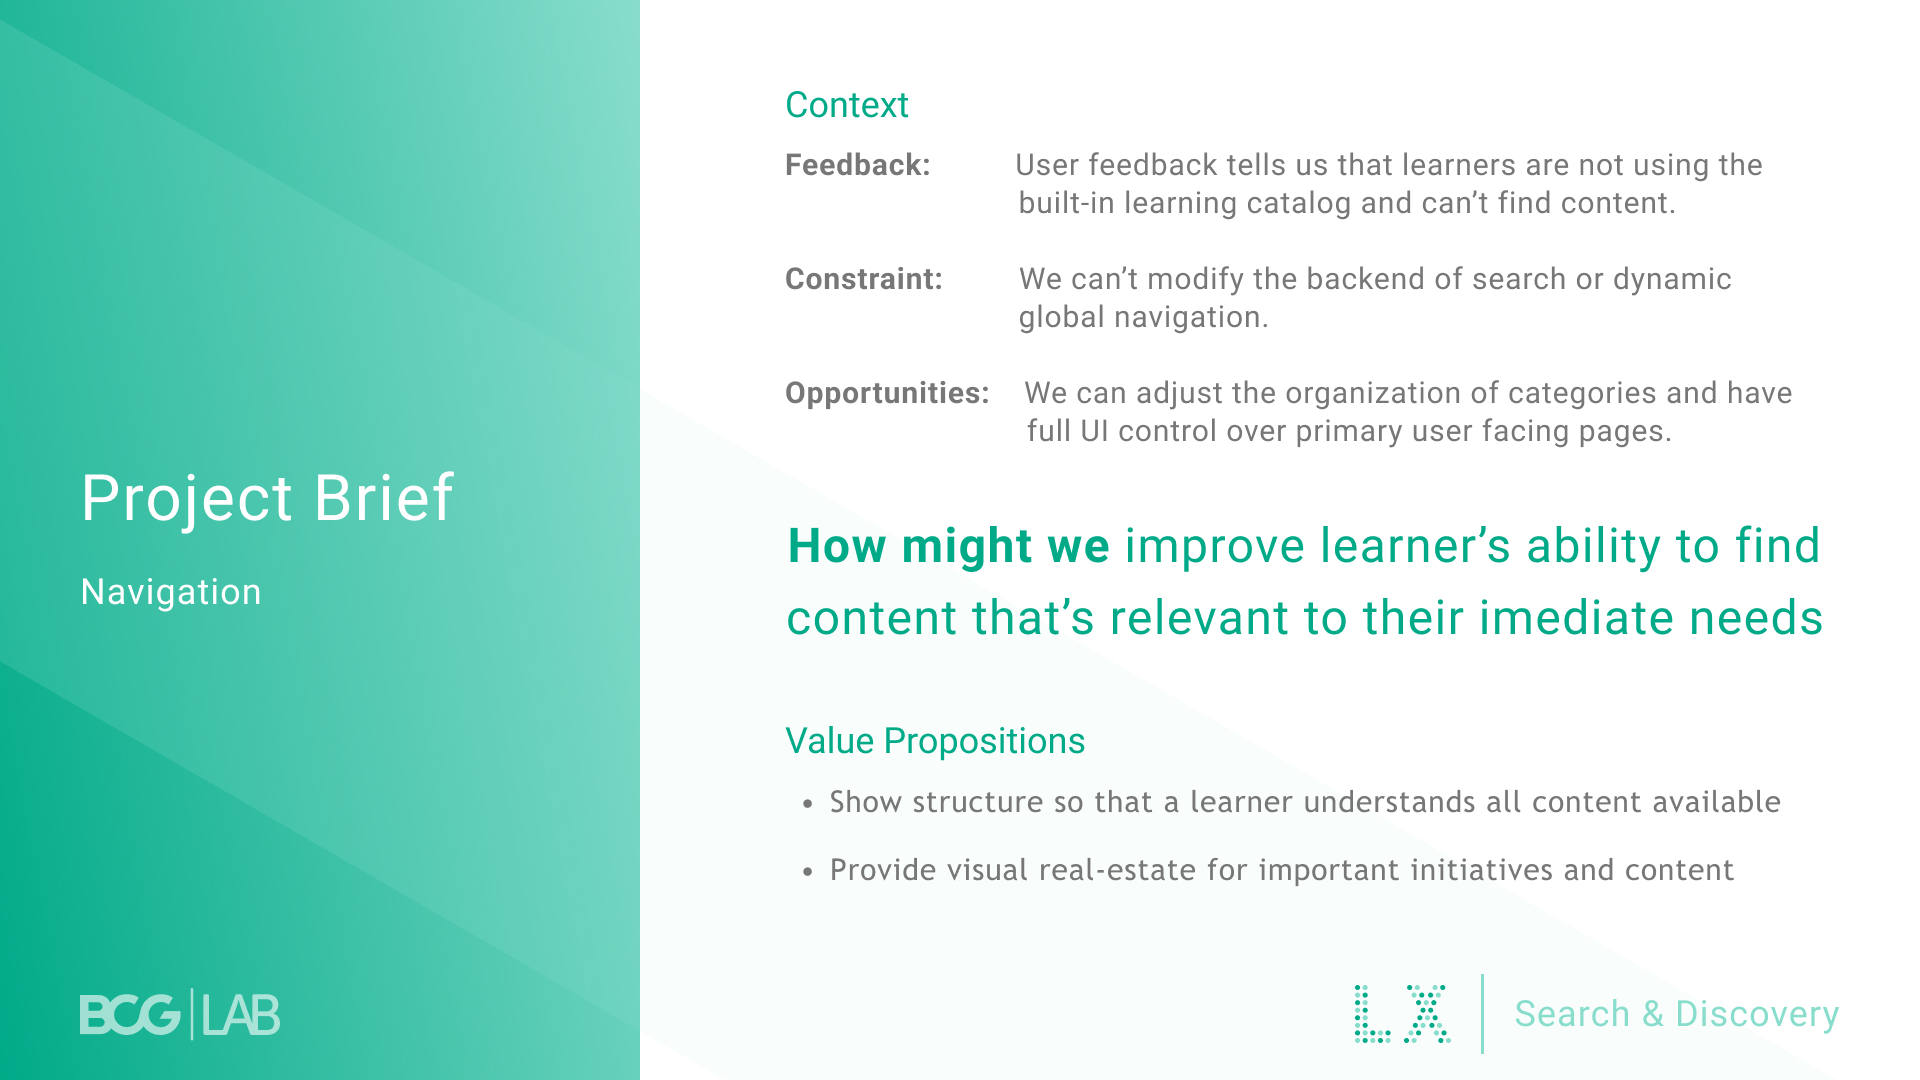 Project Brief
Navigation
BCG | LAB
Context
Feedback: User feedback tells us that learners are not using the
built-in learning catalog and can’t find content.
Constraint: We can’t modify the backend of search or dynamic
global navigation.
Opportunities: We can adjust the organization of categories and have
full UI control over primary user facing pages.
How might we improve learner’s ability to find
content that’s relevant to their imediate needs
Value Propositions
• Show structure so that a learner understands all content available
• Provide visual real-estate for important initiatives and content
LX | Search & Discovery